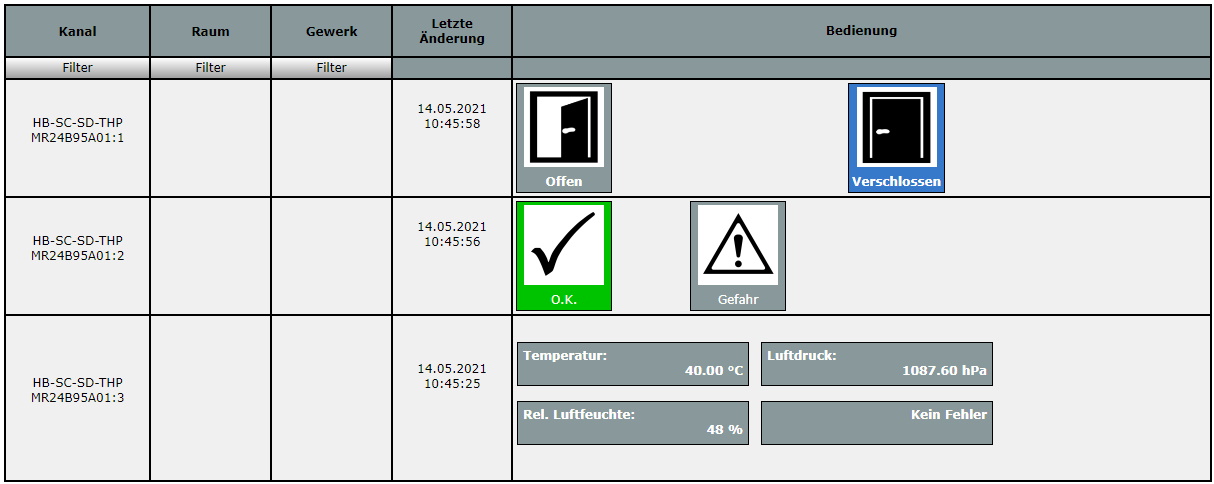 Kanal Raum Gewerk Letzte Änderung Bedienung
Filter Filter Filter
HB-SC-SD-THP
MR24B95A01:1
14.05.2021
10:45:58
Offen
Verschlossen
HB-SC-SD-THP
MR24B95A01:2
14.05.2021
10:45:56
O.K.
Gefahr
HB-SC-SD-THP
MR24B95A01:3
14.05.2021
10:45:25
Temperatur:
40.00 °C
Luftdruck:
1087.60 hPa
Rel. Luftfeuchte:
48 %
Kein Fehler